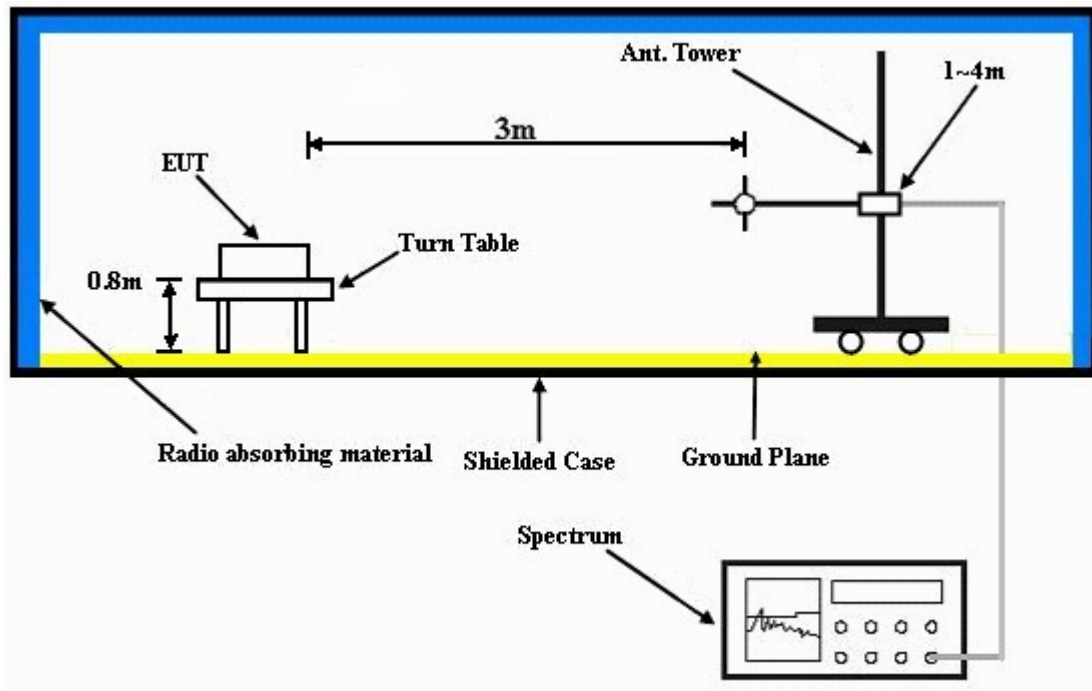 Ant. Tower
1~4m
3m
EUT
Turn Table
0.8m
Radio absorbing material
Shielded Case
Ground Plane
Spectrum